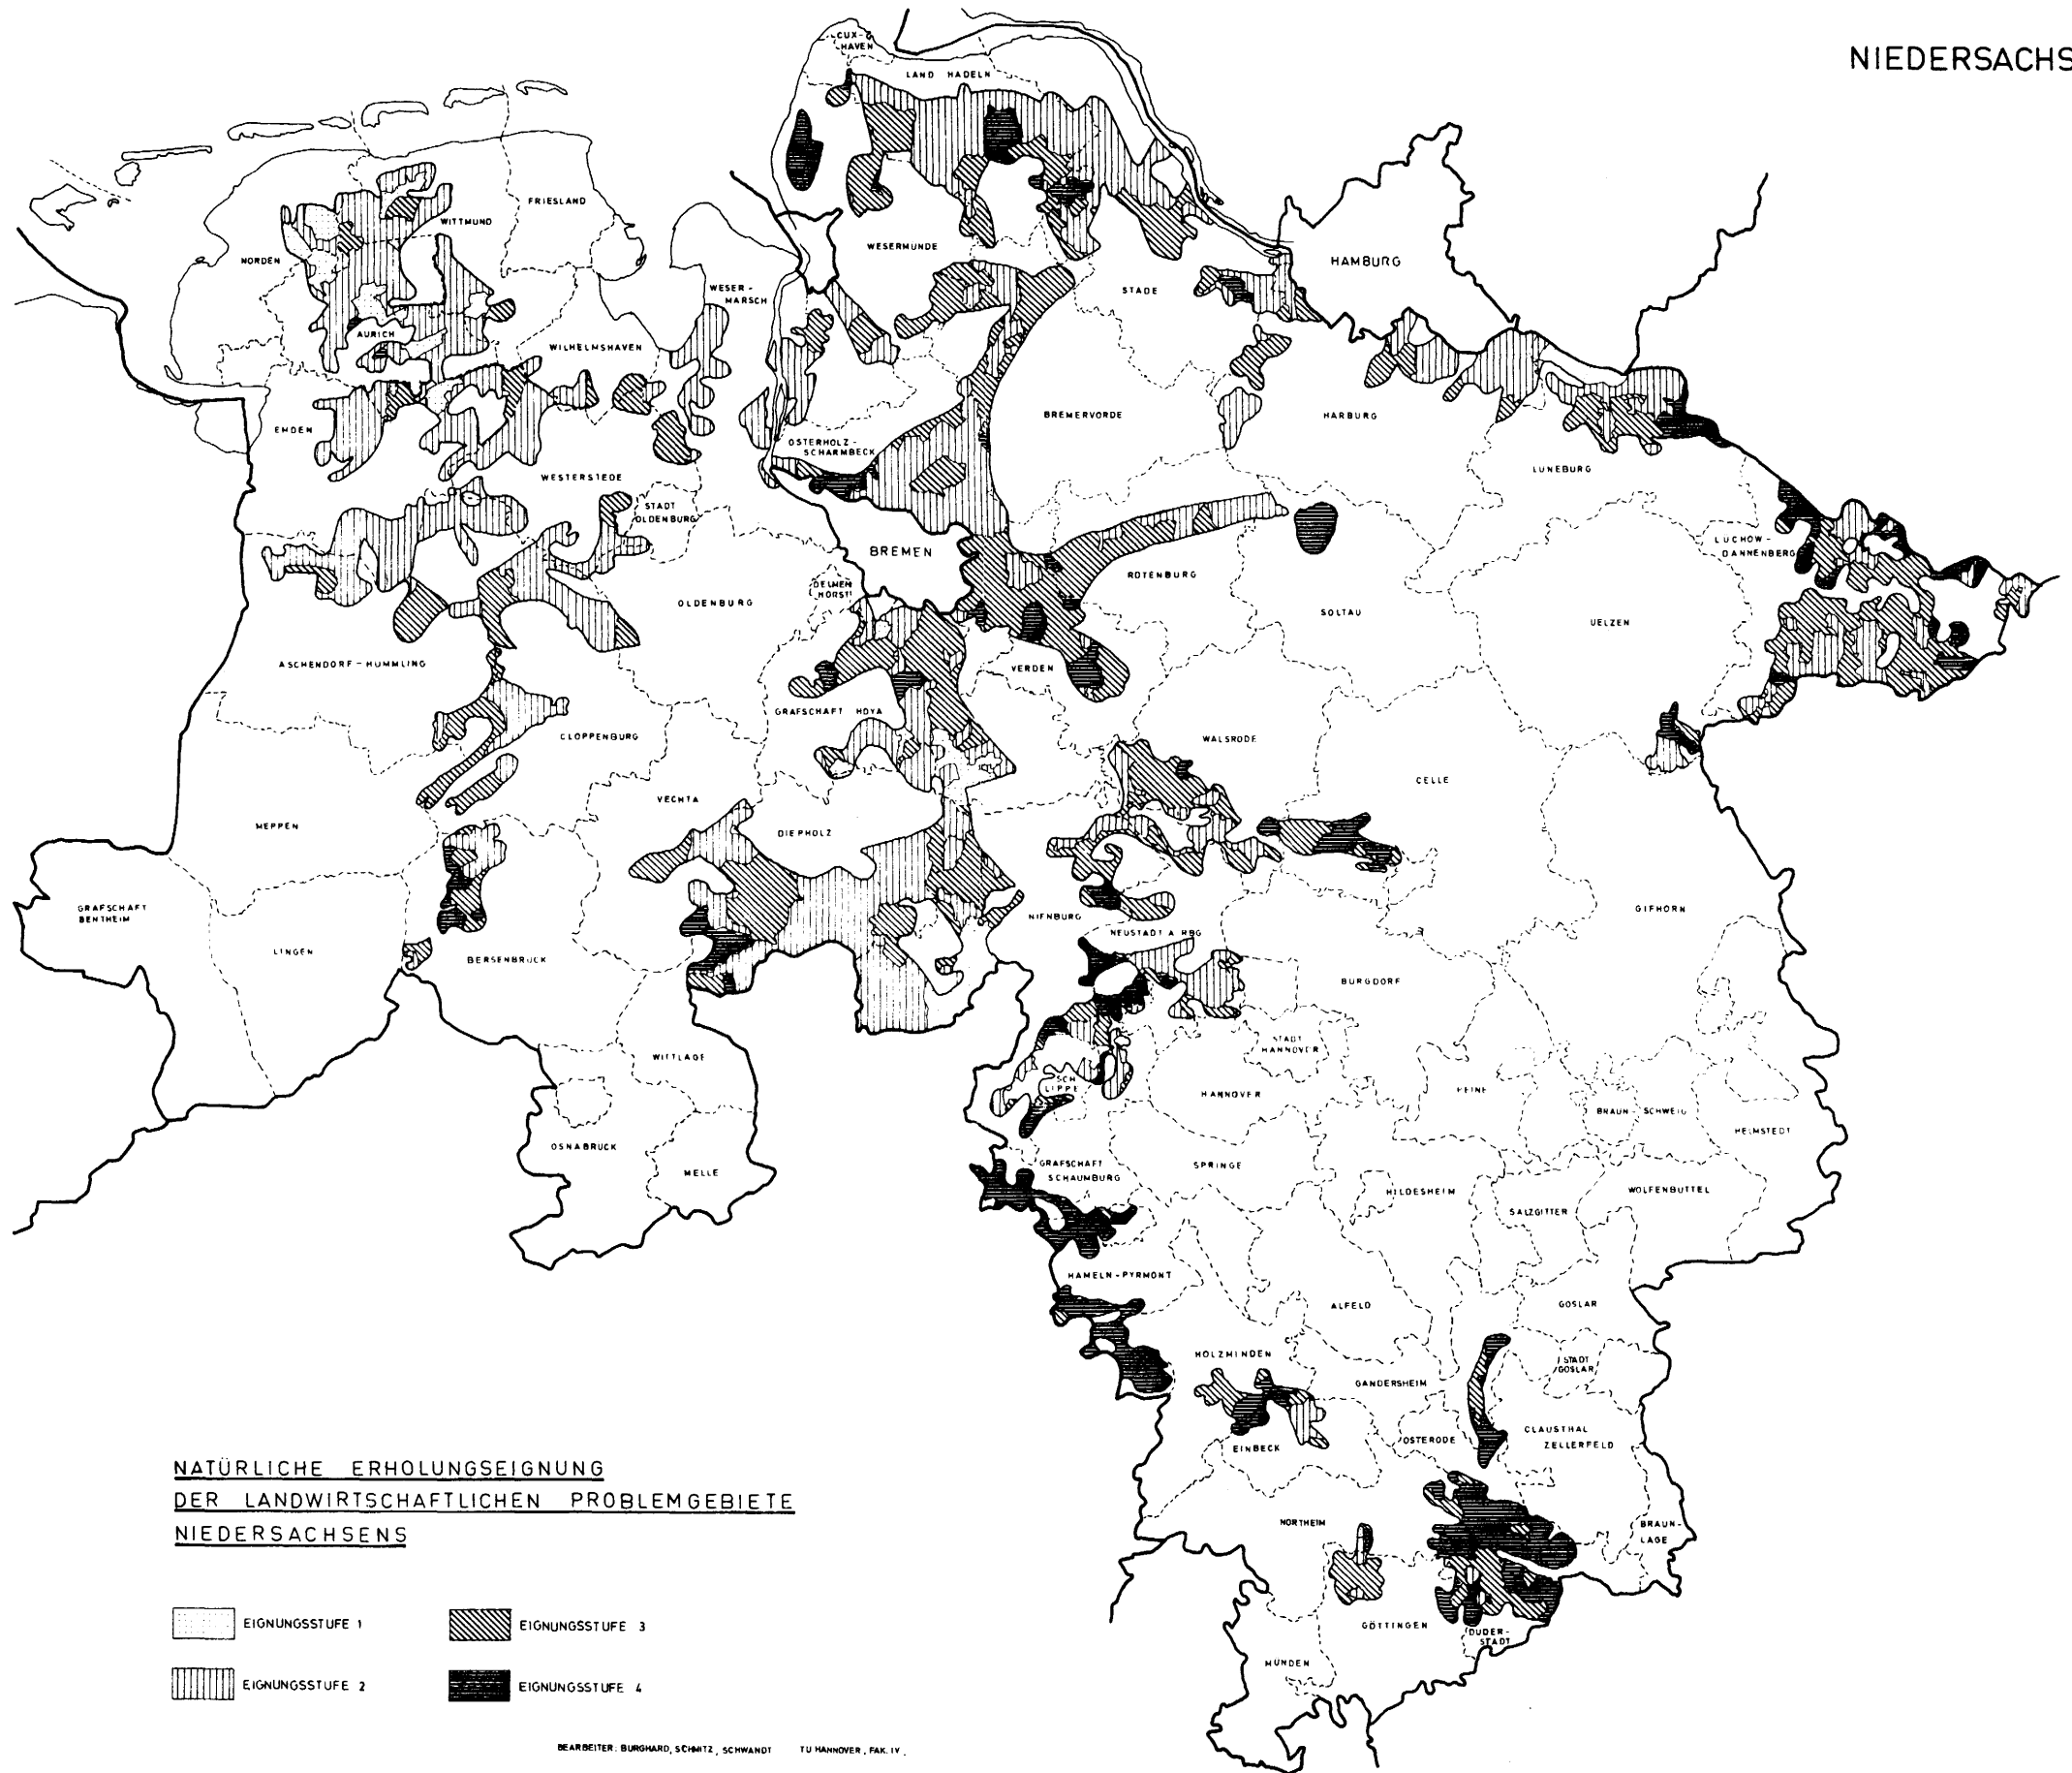 NIEDERSACHS
CUX-
HAVEN
LAND HADELN
FRIESLAND
WITTMUND
NORDEN
WESERMUNDE
HAMBURG
STADE
WESER-
MARSCH
AURICH
WILHELMSHAVEN
EMDEN
BREMERVORDE
HARBURG
OSTERHOLZ-
SCHARMBECK
LUNEBURG
WESTERSTEDE
STADT
OLDENBURG
BREMEN
LUCHOW-
DANNENBERG
ROTENBURG
DELMEN
HORST
OLDENBURG
SOLTAU
UELZEN
ASCHENDORF-HUMMLING
VERDEN
GRAFSCHAFT HOYA
CLOPPENBURG
WALSRODE
CELLE
VECHTA
MEPPEN
DIEPHOLZ
GRAFSCHAFT
BENTHEIM
NIENBURG
GIFHORN
NEUSTADT A RBG
LINGEN
BERSENBRUCK
BURGDORF
STADT
HANNOVER
WITTLAGE
SCH
LIPPE
HANNOVER
PEINE
BRAUN-SCHWEIG
HELMSTEDT
OSNABRUCK
MELLE
GRAFSCHAFT
SCHAUMBURG
SPRINGE
HILDESHEIM
WOLFENBUTTEL
SALZGITTER
HAMELN-PYRMONT
ALFELD
GOSLAR
HOLZMINDEN
STADT
GOSLAR
GANDERSHEIM
CLAUSTHAL
ZELLERFELD
OSTERODE
EINBECK
NORTHEIM
BRAUN-
LAGE
GÖTTINGEN
DUDER-
STADT
MUNDEN
NATÜRLICHE ERHOLUNGSEIGNUNG
DER LANDWIRTSCHAFTLICHEN PROBLEMGEBIETE
NIEDERSACHSENS
EIGNUNGSSTUFE 1
EIGNUNGSSTUFE 3
EIGNUNGSSTUFE 2
EIGNUNGSSTUFE 4
BEARBEITER: BURGHARD, SCHMITZ, SCHWANDT TU HANNOVER, FAK. IV.